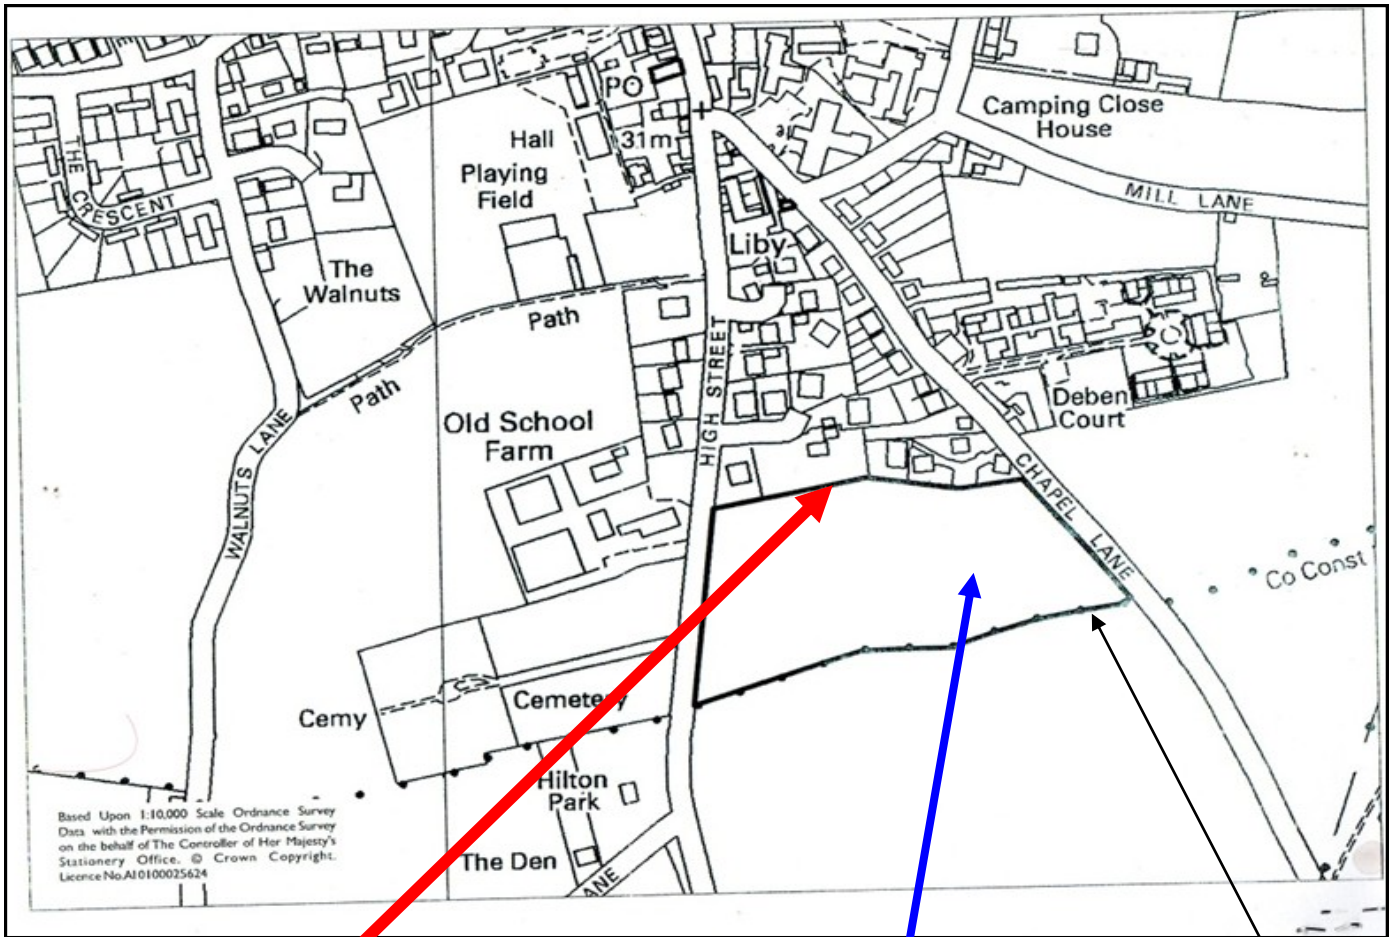 PO
Hall
31m
Playing
Field
Camping Close
House
THE
CRESCENT
MILL LANE
The
Walnuts
Liby
Path
Path
HIGH STREET
WALNUTS LANE
Old School
Farm
Deben
Court
CHAPEL LANE
Co Const
Cemy
Cemetery
Hilton
Park
The Den
Based Upon 1:10,000 Scale Ordnance Survey
Data with the Permission of the Ordnance Survey
on the behalf of The Controller of Her Majesty's
Stationery Office. © Crown Copyright.
Licence No.AI0100025624